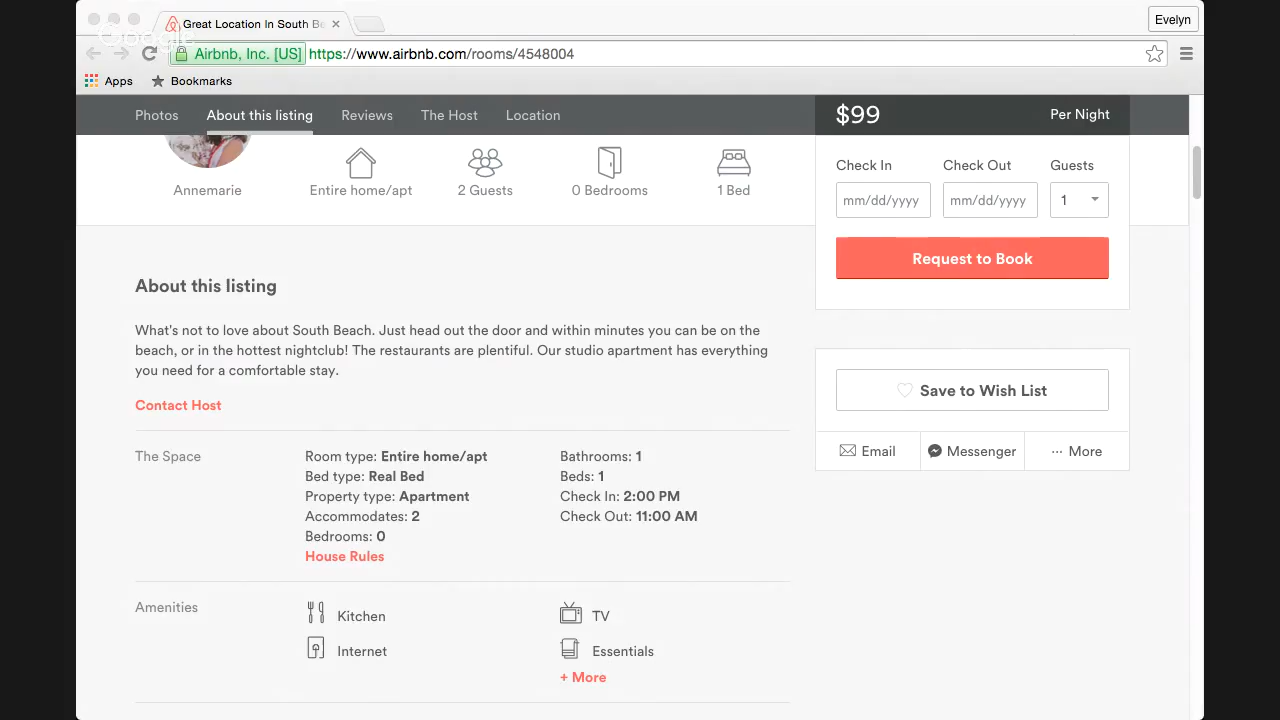 Great Location In South Be
Evelyn
Google
Airbnb, Inc. [US] https://www.airbnb.com/rooms/4548004
Apps Bookmarks
Photos About this listing Reviews The Host Location
$99 Per Night
Annemarie Entire home/apt 2 Guests 0 Bedrooms 1 Bed
Check In Check Out Guests
mm/dd/yyyy mm/dd/yyyy 1
Request to Book
About this listing
What's not to love about South Beach. Just head out the door and within minutes you can be on the
beach, or in the hottest nightclub! The restaurants are plentiful. Our studio apartment has everything
you need for a comfortable stay.
Contact Host
Save to Wish List
Email Messenger ··· More
The Space
Room type: Entire home/apt
Bed type: Real Bed
Property type: Apartment
Accommodates: 2
Bedrooms: 0
House Rules
Bathrooms: 1
Beds: 1
Check In: 2:00 PM
Check Out: 11:00 AM
Amenities
Kitchen TV
Internet Essentials
+ More